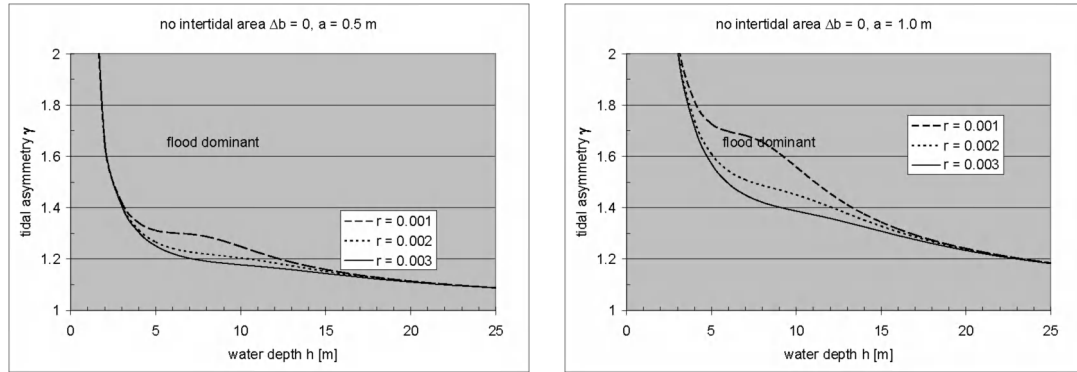 no intertidal area Δb = 0, a = 0.5 m
2
1.8
1.6
1.4
1.2
1
tidal asymmetry γ
flood dominant
r = 0.001
r = 0.002
r = 0.003
0 5 10 15 20 25
water depth h [m]
no intertidal area Δb = 0, a = 1.0 m
2
1.8
1.6
1.4
1.2
1
tidal asymmetry γ
flood dominant
r = 0.001
r = 0.002
r = 0.003
0 5 10 15 20 25
water depth h [m]